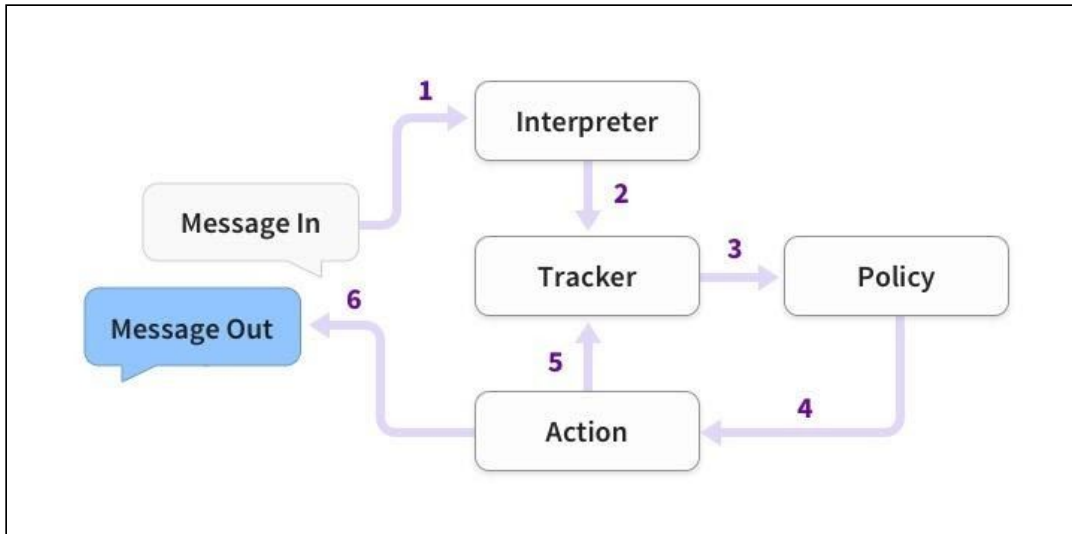 1
Interpreter
2
Message In
Tracker
3
Policy
Message Out
6
5
4
Action